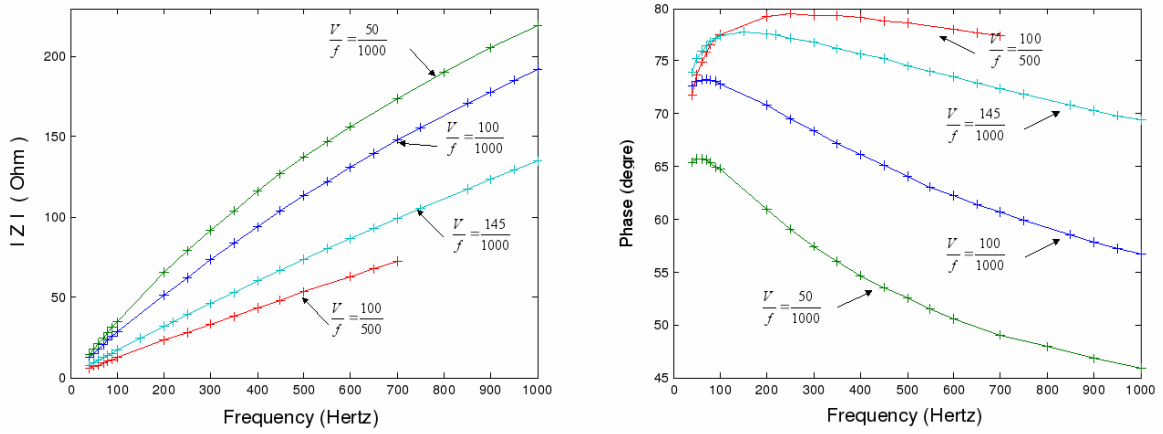 200
150
100
50
0
I Z I ( Ohm )
0 100 200 300 400 500 600 700 800 900 1000
Frequency (Hertz)
V/f = 50/1000
V/f = 100/1000
V/f = 145/1000
V/f = 100/500
80
75
70
65
60
55
50
45
Phase (degre)
0 100 200 300 400 500 600 700 800 900 1000
Frequency (Hertz)
V/f = 100/500
V/f = 145/1000
V/f = 100/1000
V/f = 50/1000